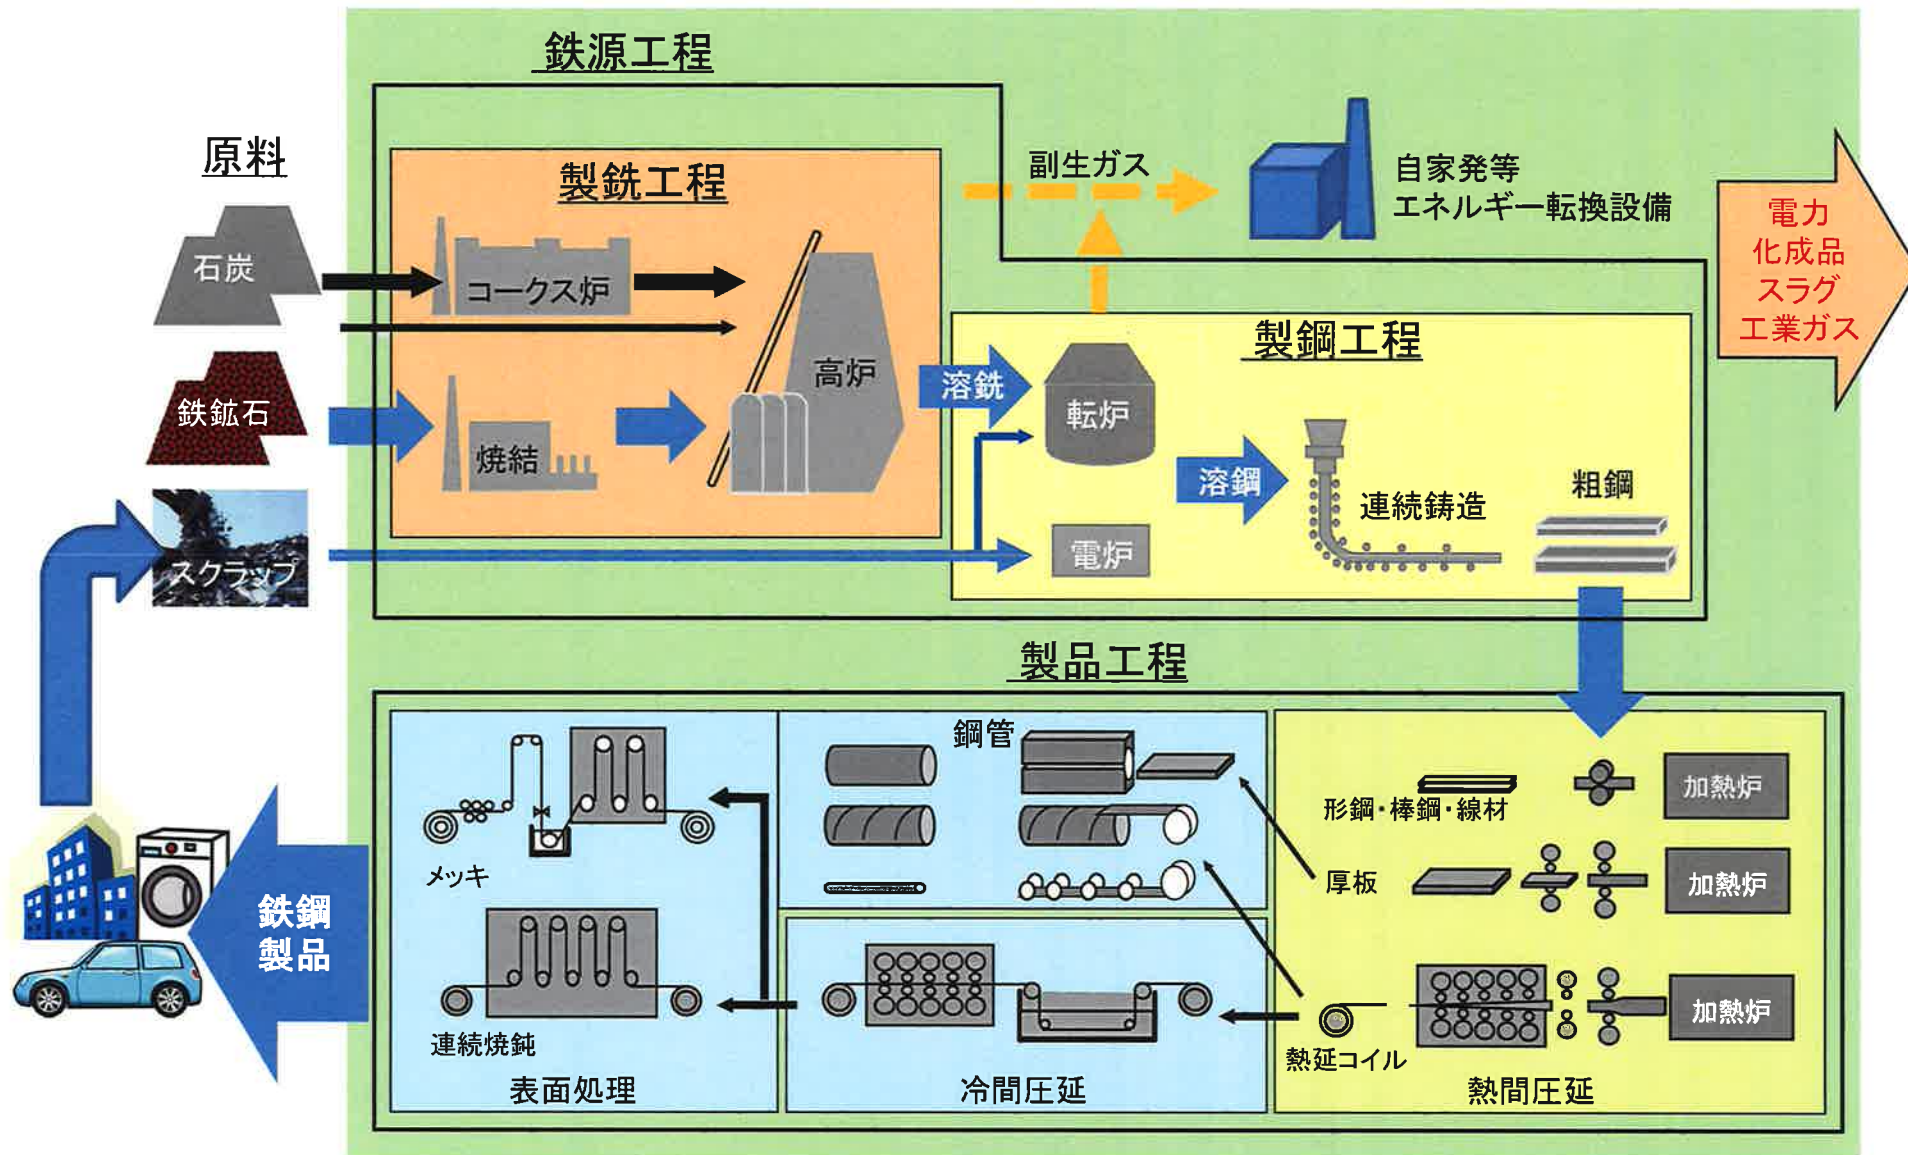 鉄源工程
原料
製銑工程
副生ガス
自家発等
エネルギー転換設備
電力
化成品
スラグ
工業ガス
石炭
コークス炉
製鋼工程
高炉
溶銑
転炉
鉄鉱石
焼結
溶鋼
連続鋳造
粗鋼
電炉
スクラップ
製品工程
鋼管
加熱炉
形鋼・棒鋼・線材
メッキ
厚板
加熱炉
鉄鋼
製品
加熱炉
連続焼鈍
熱延コイル
表面処理
冷間圧延
熱間圧延